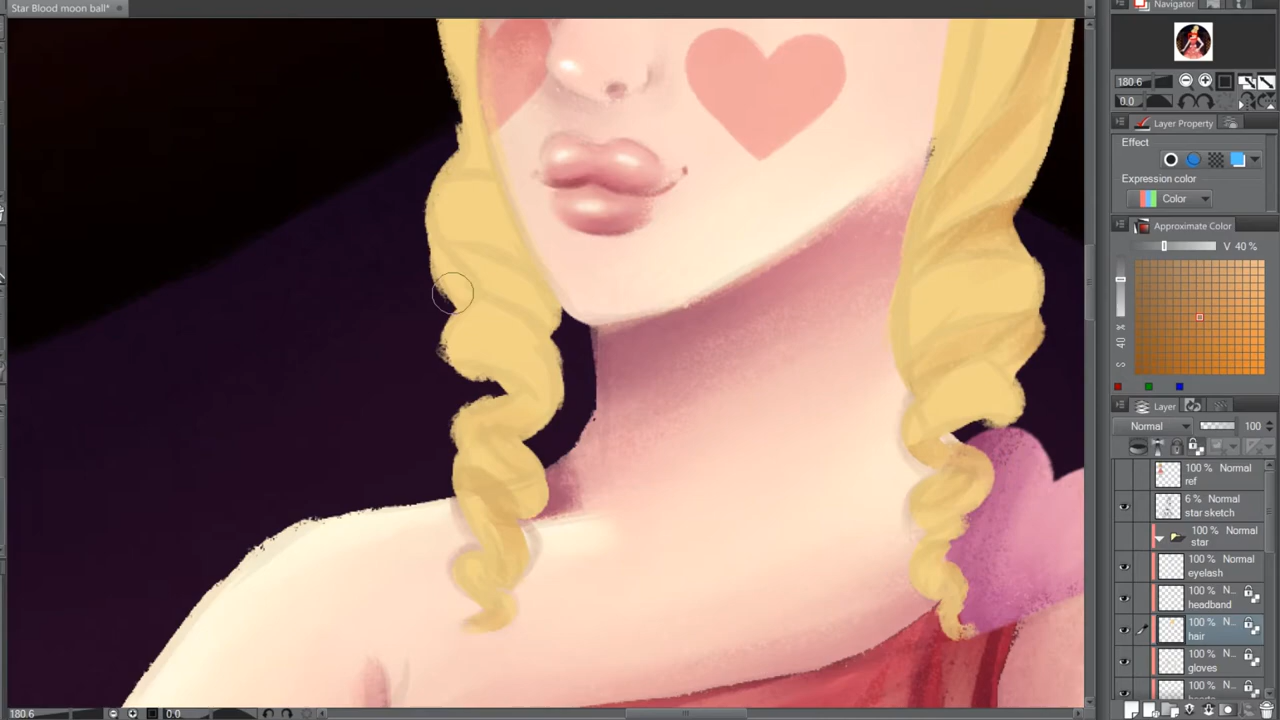 Star Blood moon ball*
Navigator
180.6
0.0
Layer Property
Effect
Expression color
Color
Approximate Color
V 40 %
40
Layer
Normal 100
100 % Normal
ref
6 % Normal
star sketch
100 % Normal
star
100 % Normal
eyelash
100 % N...
headband
100 % N...
hair
100 % N...
gloves
100 % N...
180.6 0.0